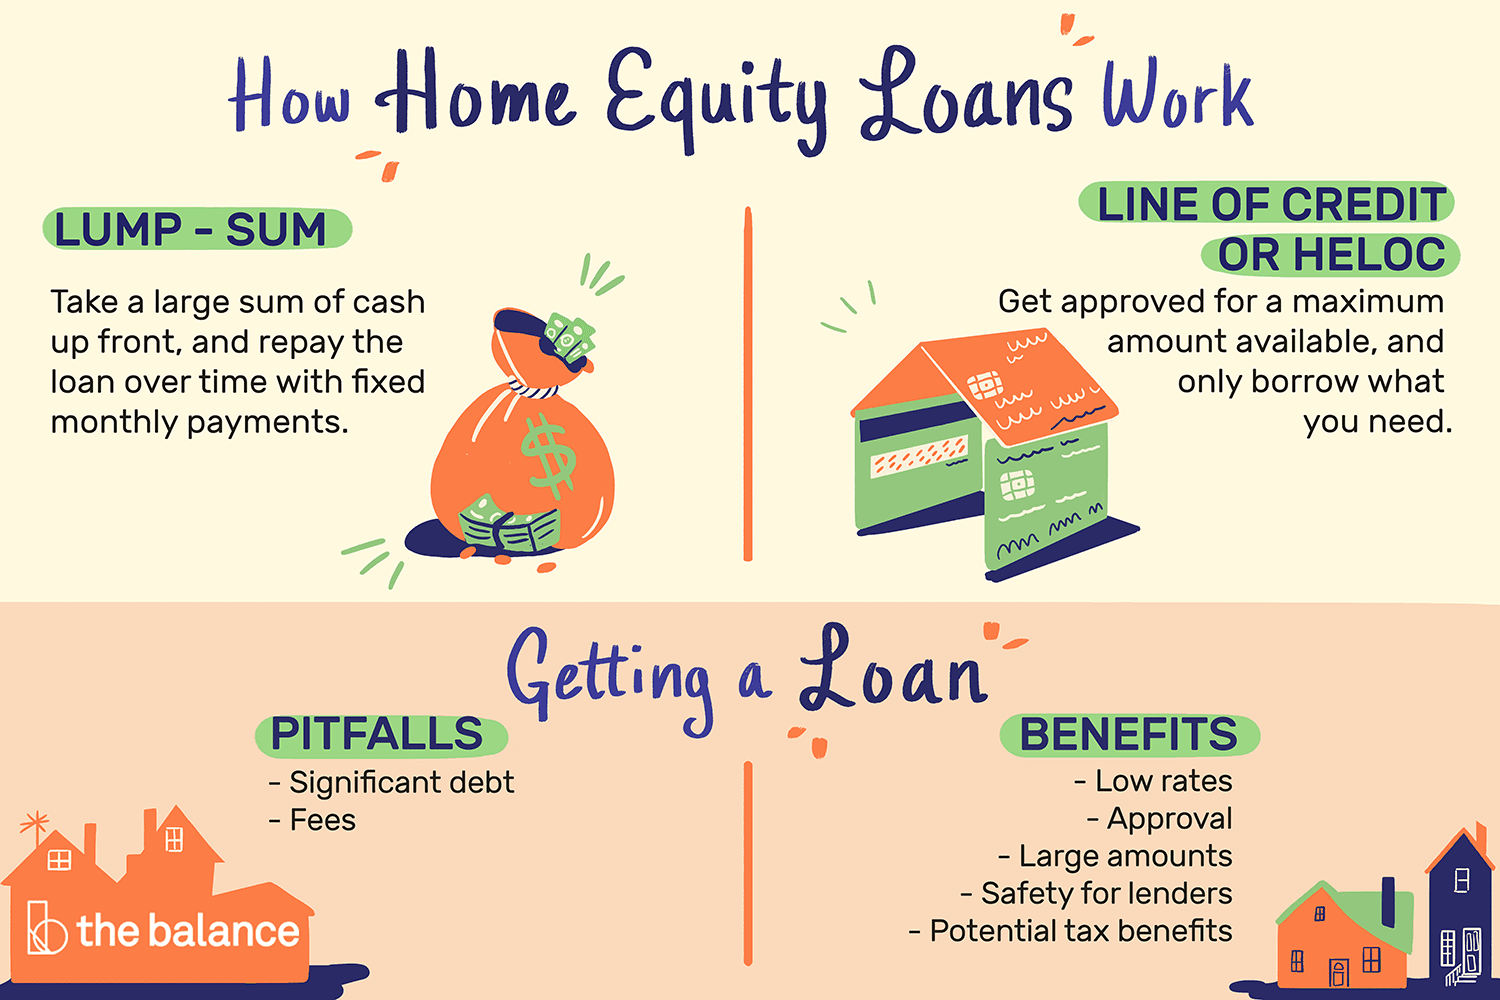 How Home Equity Loans Work
LUMP - SUM
Take a large sum of cash
up front, and repay the
loan over time with fixed
monthly payments.
$
LINE OF CREDIT
OR HELOC
Get approved for a maximum
amount available, and
only borrow what
you need.
Getting a Loan
PITFALLS
- Significant debt
- Fees
BENEFITS
- Low rates
- Approval
- Large amounts
- Safety for lenders
- Potential tax benefits
b the balance